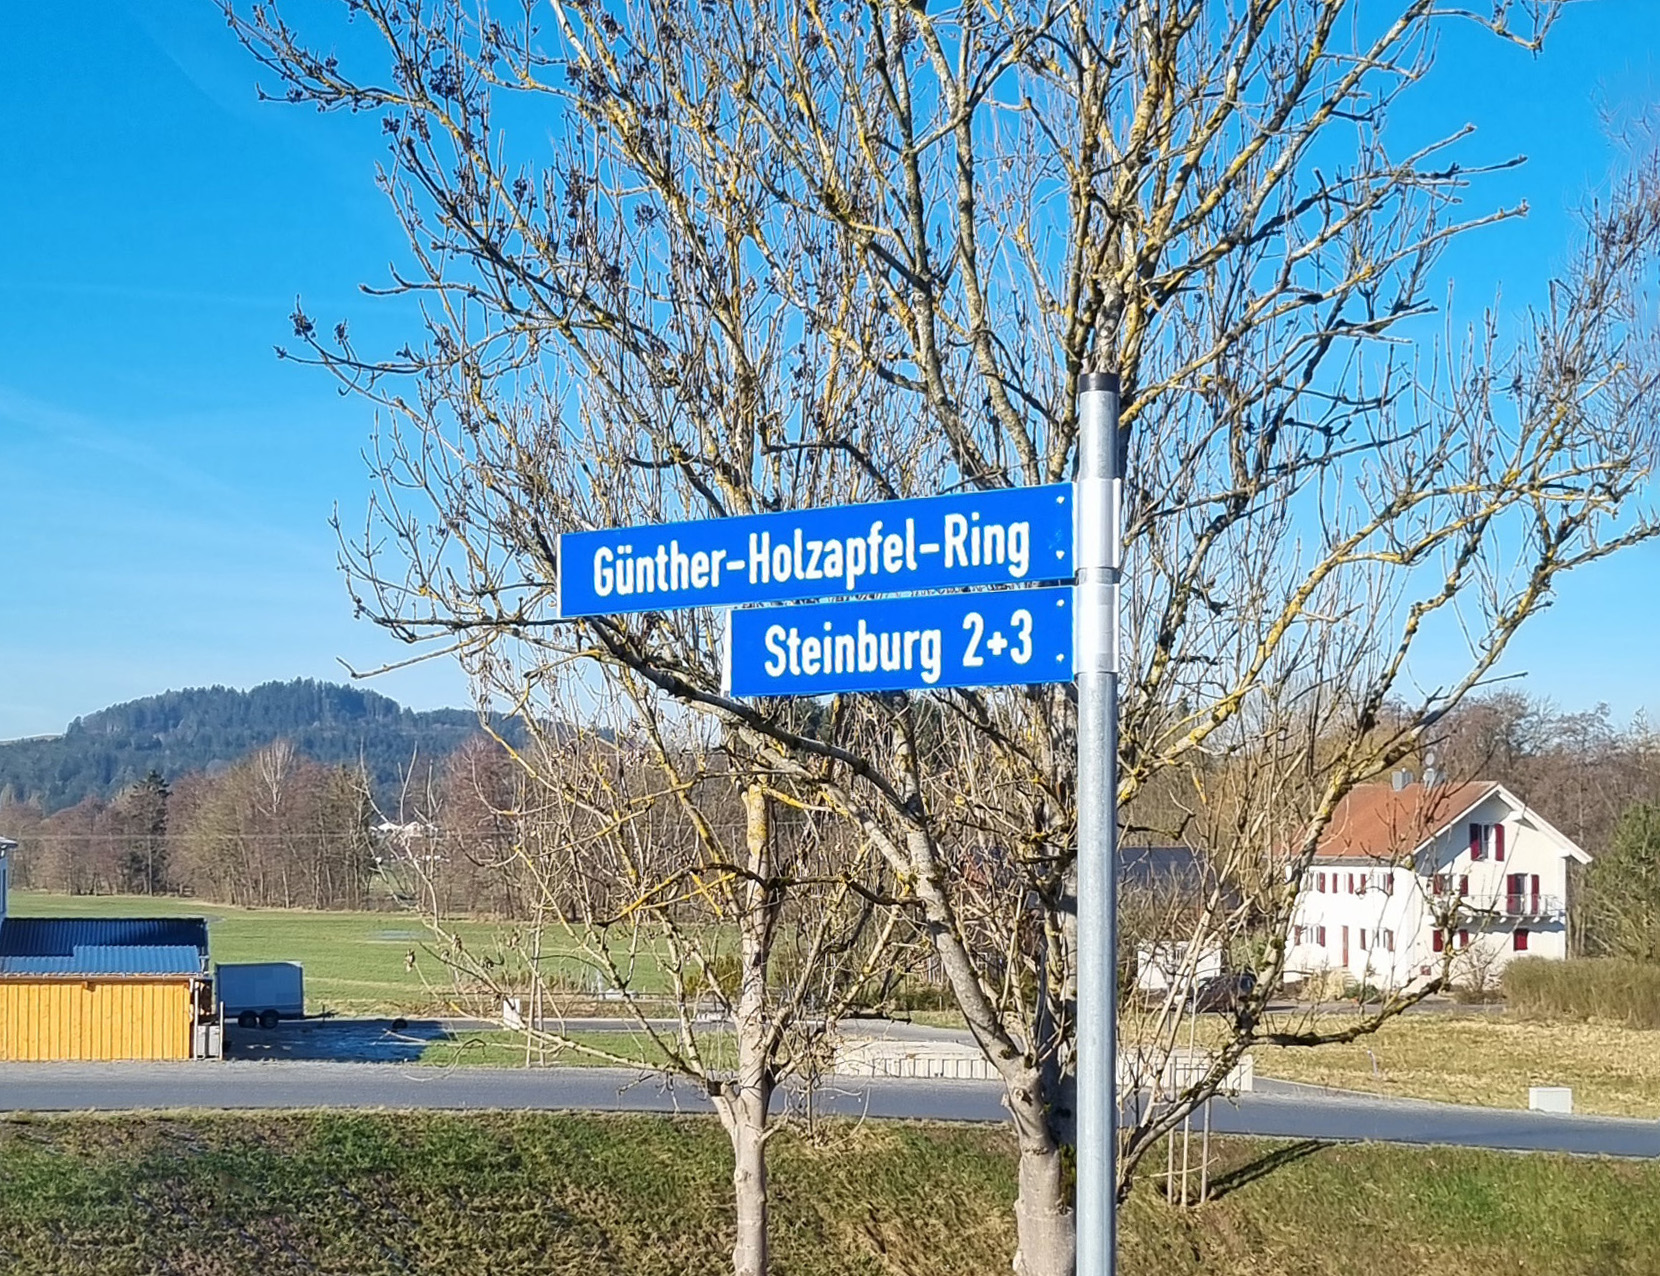 Günther-Holzapfel-Ring
Steinburg 2+3